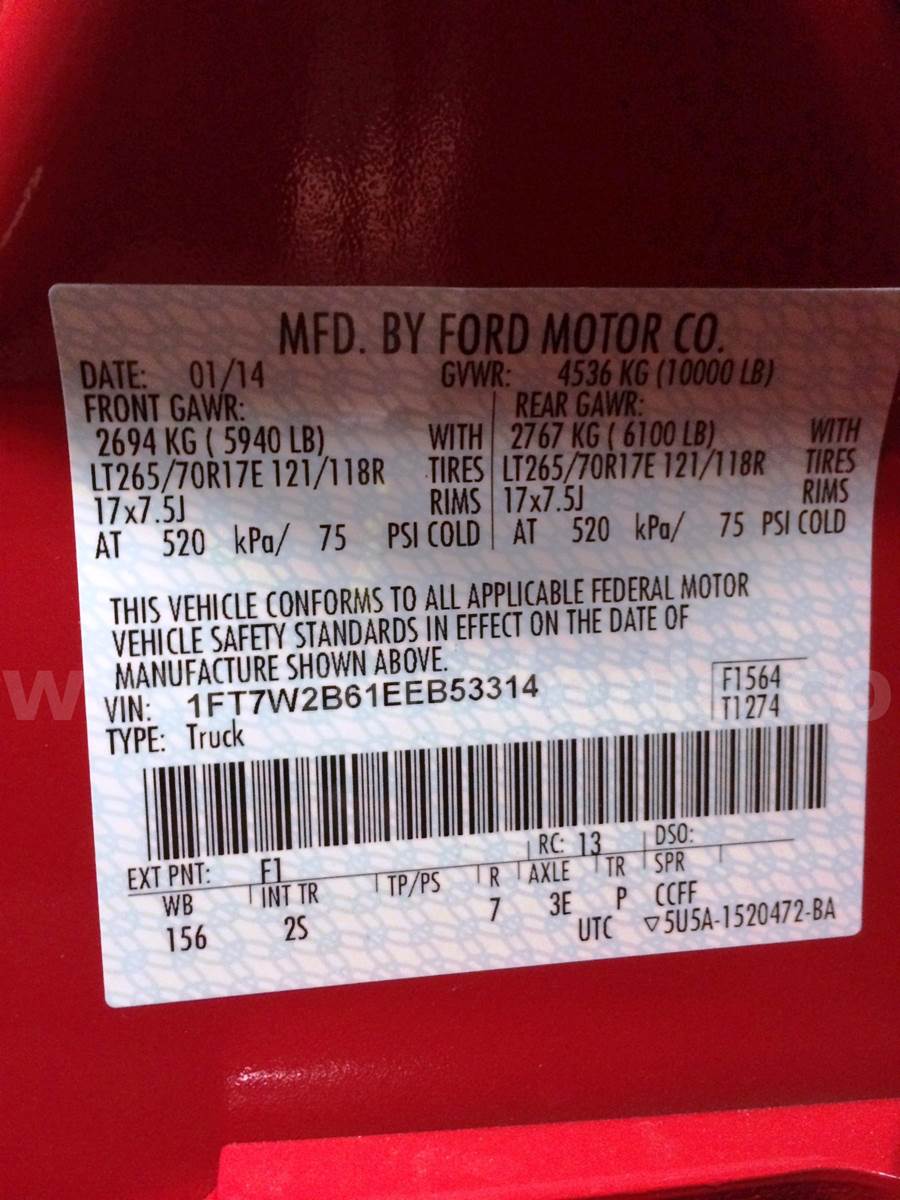 MFD. BY FORD MOTOR CO.
DATE: 01/14 GVWR: 4536 KG (10000 LB)
FRONT GAWR: REAR GAWR:
2694 KG ( 5940 LB) WITH 2767 KG ( 6100 LB) WITH
LT265/70R17E 121/118R TIRES LT265/70R17E 121/118R TIRES
17x7.5J RIMS 17x7.5J RIMS
AT 520 kPa/ 75 PSI COLD AT 520 kPa/ 75 PSI COLD
THIS VEHICLE CONFORMS TO ALL APPLICABLE FEDERAL MOTOR
VEHICLE SAFETY STANDARDS IN EFFECT ON THE DATE OF
MANUFACTURE SHOWN ABOVE.
VIN: 1FT7W2B61EEB53314 F1564
TYPE: Truck T1274
EXT PNT: F1 RC: 13 DSO:
WB INT TR TP/PS R AXLE TR SPR
156 2S 7 3E P CCFF
UTC ▽5U5A-1520472-BA